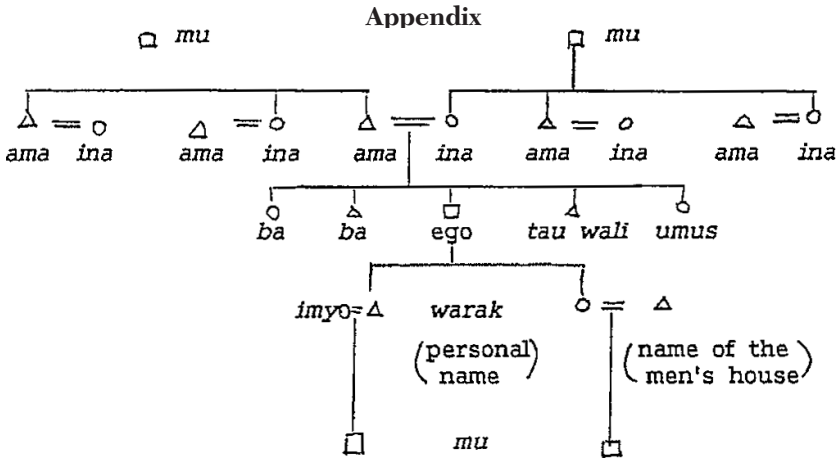 Appendix
mu mu
ama ina ama ina ama ina ama ina ama ina
ba ba ego tau wali umus
imyo warak
(personal name) (name of the men's house)
mu